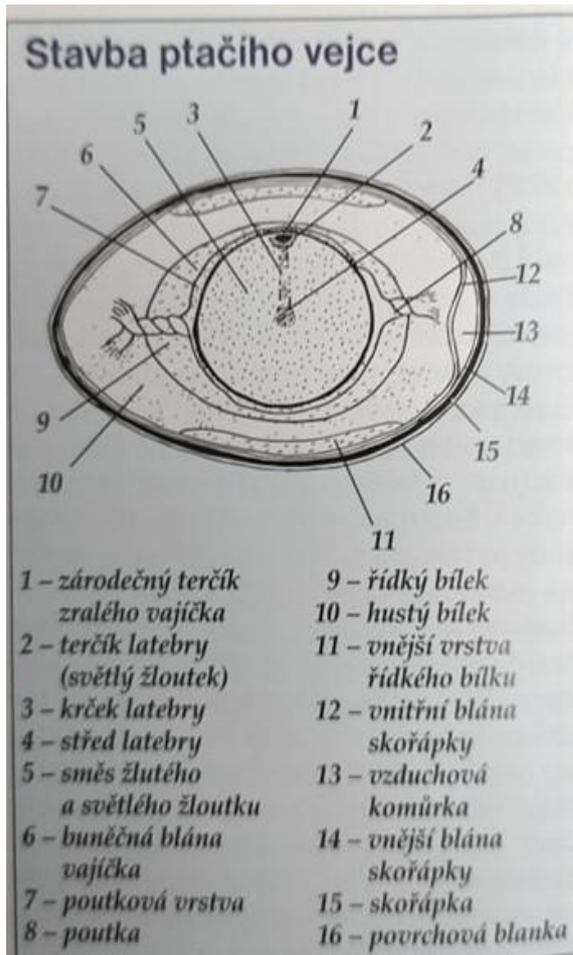 Stavba ptačího vejce
1
2
3
4
5
6
7
8
12
13
14
15
16
9
10
11
1 – zárodečný terčík
zralého vajíčka
2 – terčík latebry
(světlý žloutek)
3 – krček latebry
4 – střed latebry
5 – směs žlutého
a světlého žloutku
6 – buněčná blána
vajíčka
7 – poutková vrstva
8 – poutka
9 – řídký bílek
10 – hustý bílek
11 – vnější vrstva
řídkého bílku
12 – vnitřní blána
skořápky
13 – vzduchová
komůrka
14 – vnější blána
skořápky
15 – skořápka
16 – povrchová blanka